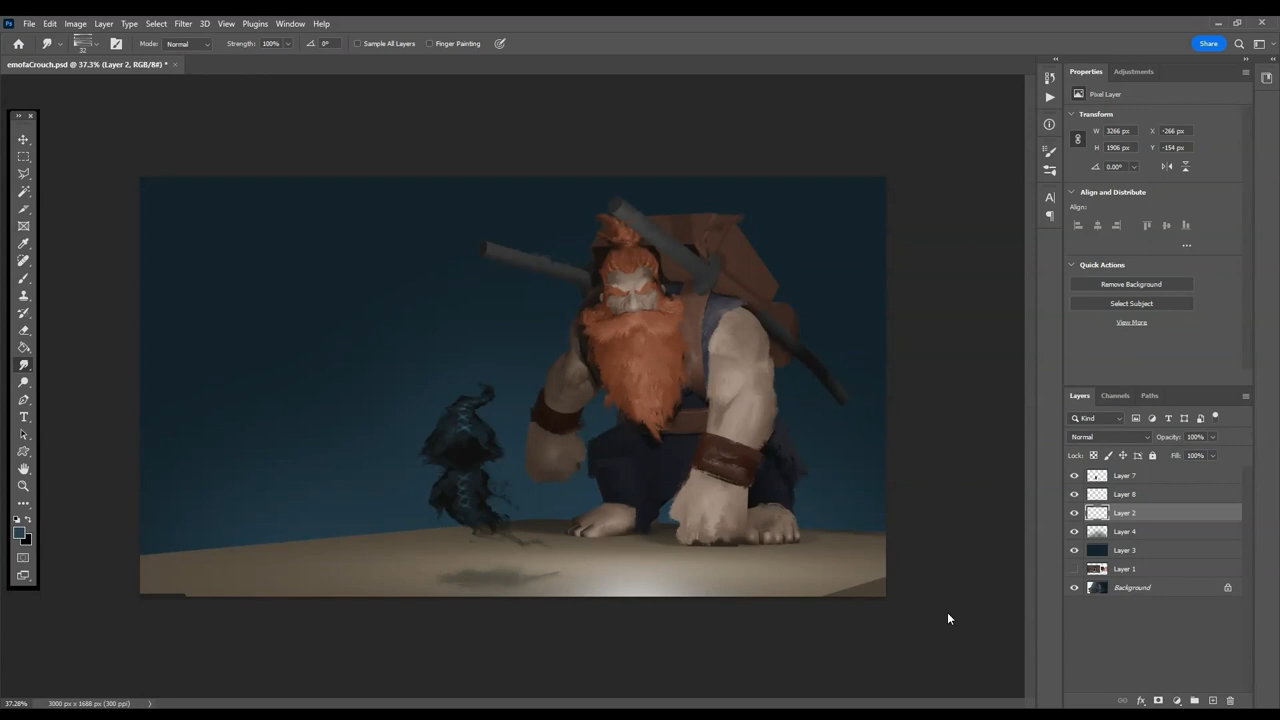 Ps File Edit Image Layer Type Select Filter 3D View Plugins Window Help
32 Mode: Normal Strength: 100% 0° Sample All Layers Finger Painting Share
emofaCrouch.psd @ 37.3% (Layer 2, RGB/8#) * ×
Properties Adjustments
Pixel Layer
Transform
W 3266 px X -266 px
H 1906 px Y -154 px
0.00°
Align and Distribute
Align:
Quick Actions
Remove Background
Select Subject
View More
Layers Channels Paths
Kind
Normal Opacity: 100%
Lock: Fill: 100%
Layer 7
Layer 8
Layer 2
Layer 4
Layer 3
Layer 1
Background
37.28% 3000 px x 1688 px (300 ppi)